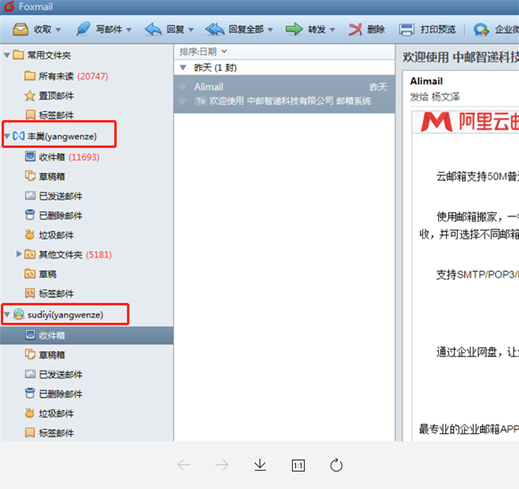 Foxmail
收取
写邮件
回复
回复全部
转发
删除
打印预览
企业微
常用文件夹
所有未读 (20747)
置顶邮件
标签邮件
丰巢(yangwenze)
收件箱 (11693)
草稿箱
已发送邮件
已删除邮件
垃圾邮件
其他文件夹 (5181)
草稿
标签邮件
sudiyi(yangwenze)
收件箱
草稿箱
已发送邮件
已删除邮件
垃圾邮件
标签邮件
排序:日期
昨天 (1 封)
Alimail 昨天
To 欢迎使用 中邮智递科技有限公司 邮箱系统
欢迎使用 中邮智递科技
Alimail
发给 杨文泽
阿里云邮
云邮箱支持50M普
使用邮箱搬家，一
收，并可选择不同邮箱
支持SMTP/POP3/
通过企业网盘，让
最专业的企业邮箱APP
1:1